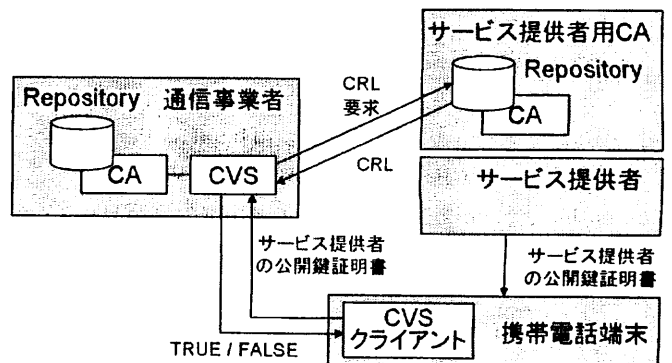 サービス提供者用CA
Repository
CA
Repository 通信事業者
CA
CVS
CRL
要求
CRL
サービス提供者
サービス提供者
の公開鍵証明書
サービス提供者
の公開鍵証明書
CVS
クライアント
携帯電話端末
TRUE / FALSE